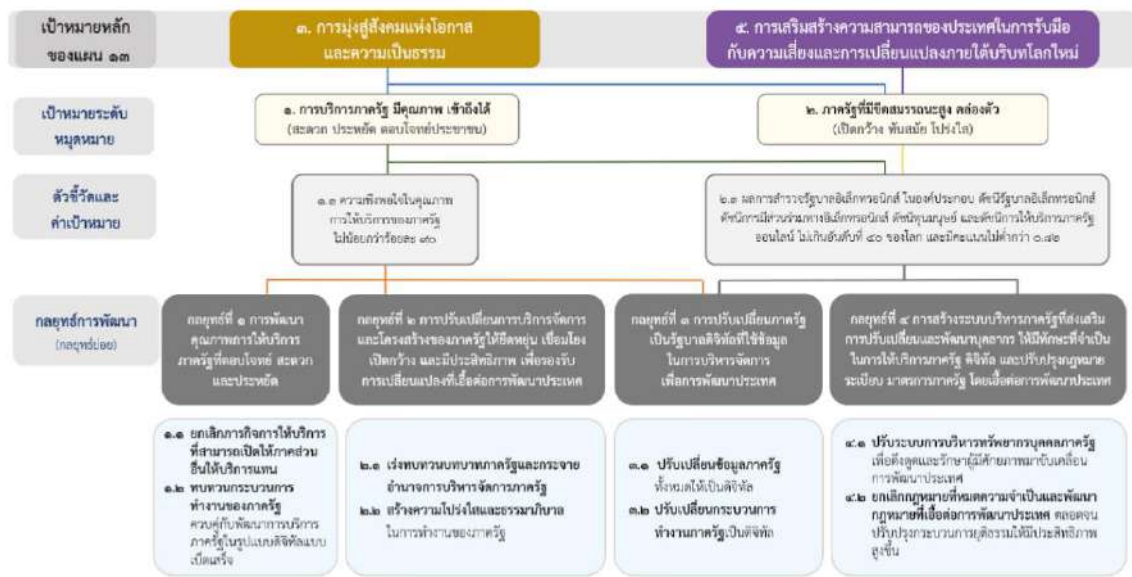 เป้าหมายหลัก
ของแผน ๑๓
๓. การมุ่งสู่สังคมแห่งโอกาส
และความเป็นธรรม
๕. การเสริมสร้างความสามารถของประเทศในการรับมือ
กับความเสี่ยงและการเปลี่ยนแปลงภายใต้บริบทโลกใหม่
เป้าหมายระดับ
หมุดหมาย
๑. การบริการภาครัฐ มีคุณภาพ เข้าถึงได้
(สะดวก ประหยัด ตอบโจทย์ประชาชน)
๒. ภาครัฐที่มีขีดสมรรถนะสูง คล่องตัว
(เปิดกว้าง ทันสมัย โปร่งใส)
ตัวชี้วัดและ
ค่าเป้าหมาย
๑.๑ ความพึงพอใจในคุณภาพ
การให้บริการของภาครัฐ
ไม่น้อยกว่าร้อยละ ๙๐
๒.๑ ผลการสำรวจรัฐบาลอิเล็กทรอนิกส์ ในองค์ประกอบ ดัชนีรัฐบาลอิเล็กทรอนิกส์
ดัชนีการมีส่วนร่วมทางอิเล็กทรอนิกส์ ดัชนีทุนมนุษย์ และดัชนีการให้บริการภาครัฐ
ออนไลน์ ไม่เกินอันดับที่ ๔๐ ของโลก และมีคะแนนไม่ต่ำกว่า ๐.๘๒
กลยุทธ์การพัฒนา
(กลยุทธ์ย่อย)
กลยุทธ์ที่ ๑ การพัฒนา
คุณภาพการให้บริการ
ภาครัฐที่ตอบโจทย์ สะดวก
และประหยัด
กลยุทธ์ที่ ๒ การปรับเปลี่ยนการบริหารจัดการ
และโครงสร้างของภาครัฐให้ยืดหยุ่น เชื่อมโยง
เปิดกว้าง และมีประสิทธิภาพ เพื่อรองรับ
การเปลี่ยนแปลงที่เอื้อต่อการพัฒนาประเทศ
กลยุทธ์ที่ ๓ การปรับเปลี่ยนภาครัฐ
เป็นรัฐบาลดิจิทัลที่ใช้ข้อมูล
ในการบริหารจัดการ
เพื่อการพัฒนาประเทศ
กลยุทธ์ที่ ๔ การสร้างระบบบริหารภาครัฐที่ส่งเสริม
การปรับเปลี่ยนและพัฒนาบุคลากร ให้มีทักษะที่จำเป็น
ในการให้บริการภาครัฐ ดิจิทัล และปรับปรุงกฎหมาย
ระเบียบ มาตรการภาครัฐ โดยเอื้อต่อการพัฒนาประเทศ
๑.๑ ยกเลิกภารกิจการให้บริการ
ที่สามารถเปิดให้ภาคส่วน
อื่นให้บริการแทน
๑.๒ ทบทวนกระบวนการ
ทำงานของภาครัฐ
ควบคู่กับพัฒนาการบริการ
ภาครัฐในรูปแบบดิจิทัลแบบ
เบ็ดเสร็จ
๒.๑ เร่งทบทวนบทบาทภาครัฐและกระจาย
อำนาจการบริหารจัดการภาครัฐ
๒.๒ สร้างความโปร่งใสและธรรมาภิบาล
ในการทำงานของภาครัฐ
๓.๑ ปรับเปลี่ยนข้อมูลภาครัฐ
ทั้งหมดให้เป็นดิจิทัล
๓.๒ ปรับเปลี่ยนกระบวนการ
ทำงานภาครัฐเป็นดิจิทัล
๔.๑ ปรับระบบการบริหารทรัพยากรบุคคลภาครัฐ
เพื่อดึงดูดและรักษาผู้มีศักยภาพมาขับเคลื่อน
การพัฒนาประเทศ
๔.๒ ยกเลิกกฎหมายที่หมดความจำเป็นและพัฒนา
กฎหมายที่เอื้อต่อการพัฒนาประเทศ ตลอดจน
ปรับปรุงกระบวนการยุติธรรมให้มีประสิทธิภาพ
สูงขึ้น